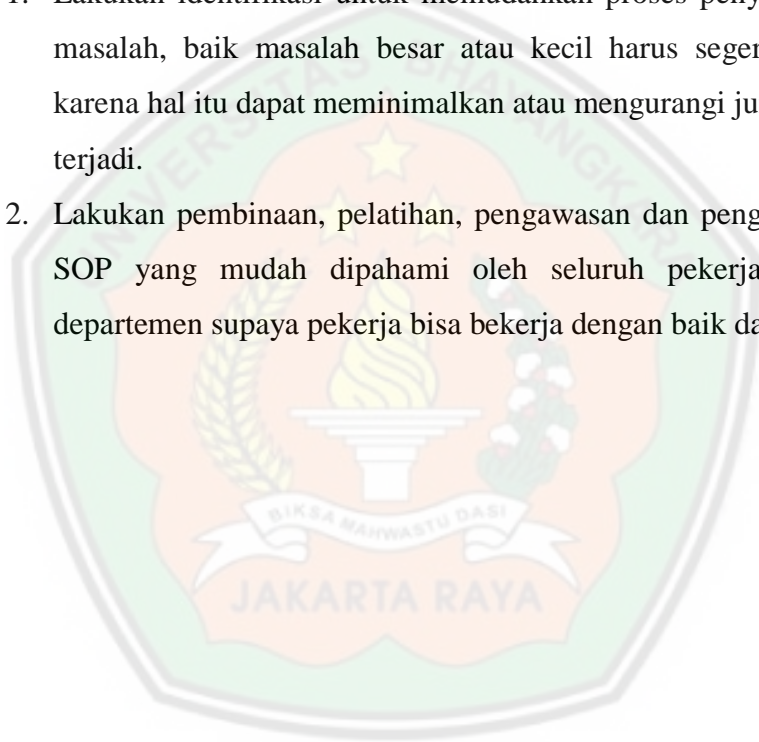 1. Lakukan identifikasi untuk memudahkan proses peny
masalah, baik masalah besar atau kecil harus seger
karena hal itu dapat meminimalkan atau mengurangi ju
terjadi.
2. Lakukan pembinaan, pelatihan, pengawasan dan peng
SOP yang mudah dipahami oleh seluruh pekerja
departemen supaya pekerja bisa bekerja dengan baik da
UNIVERSITAS BHAYANGKARA
BIKSA MAHWASTU DASI
JAKARTA RAYA